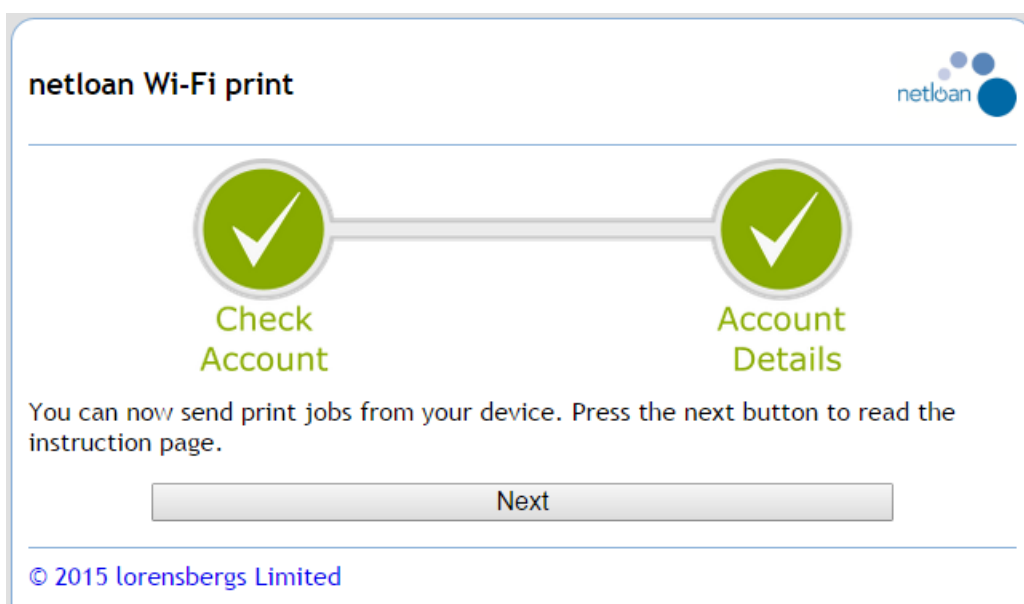 netloan Wi-Fi print
netloan
Check
Account
Account
Details
You can now send print jobs from your device. Press the next button to read the
instruction page.
Next
© 2015 lorensbergs Limited